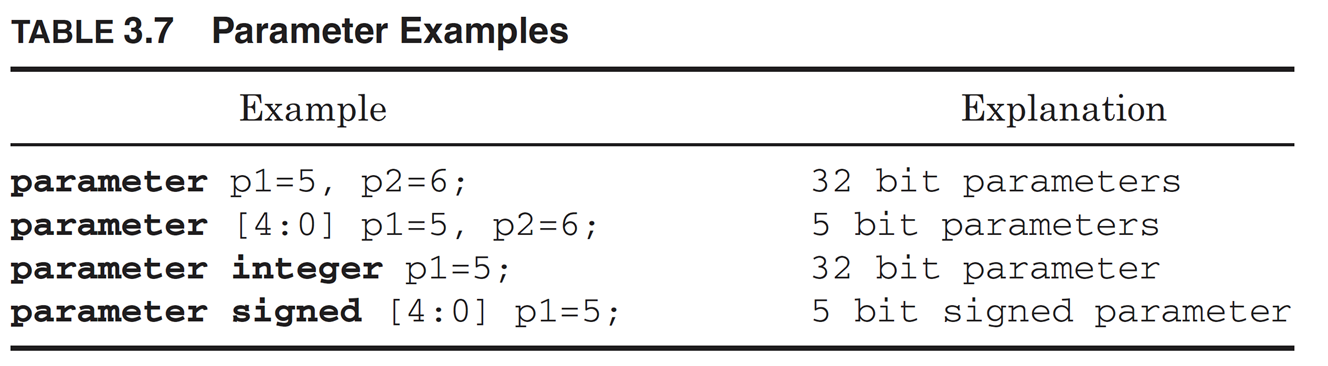 TABLE 3.7 Parameter Examples
Example Explanation
parameter p1=5, p2=6; 32 bit parameters
parameter [4:0] p1=5, p2=6; 5 bit parameters
parameter integer p1=5; 32 bit parameter
parameter signed [4:0] p1=5; 5 bit signed parameter